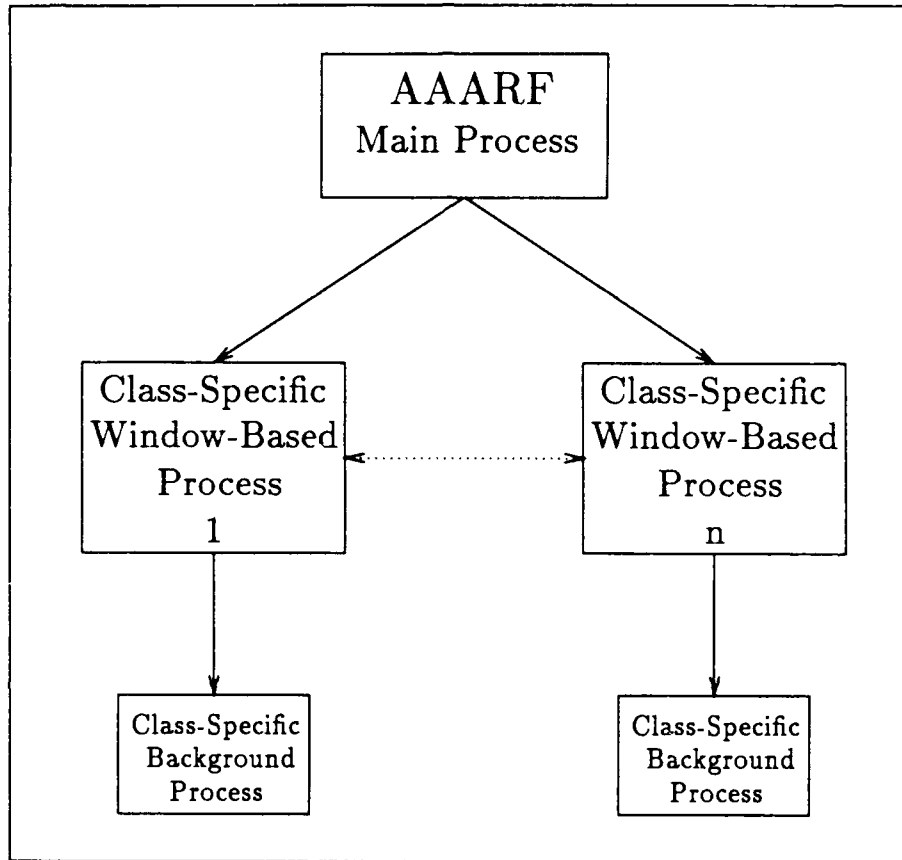 AAARF
Main Process
Class-Specific
Window-Based
Process
1
Class-Specific
Window-Based
Process
n
Class-Specific
Background
Process
Class-Specific
Background
Process